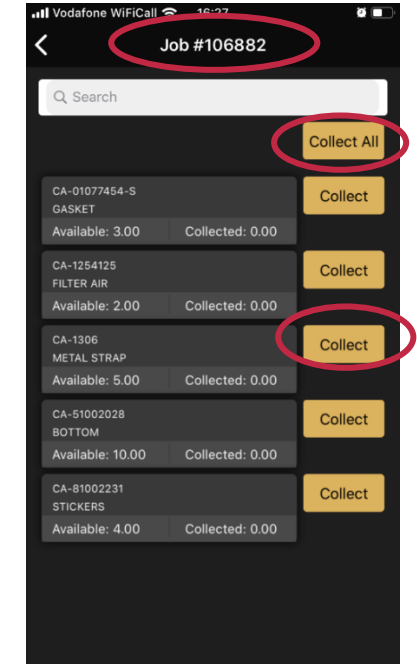 Vodafone WiFiCall 16:27
Job #106882
Search
Collect All
CA-01077454-S
GASKET
Collect
Available: 3.00 Collected: 0.00
CA-1254125
FILTER AIR
Collect
Available: 2.00 Collected: 0.00
CA-1306
METAL STRAP
Collect
Available: 5.00 Collected: 0.00
CA-51002028
BOTTOM
Collect
Available: 10.00 Collected: 0.00
CA-81002231
STICKERS
Collect
Available: 4.00 Collected: 0.00